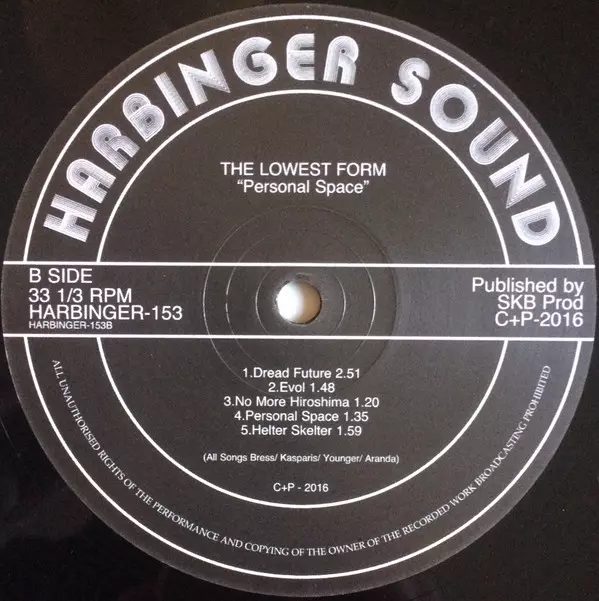 HARBINGER SOUND
THE LOWEST FORM
"Personal Space"
B SIDE
33 1/3 RPM
HARBINGER-153
HARBINGER-153B
Published by
SKB Prod
C+P-2016
1.Dread Future 2.51
2.Evol 1.48
3.No More Hiroshima 1.20
4.Personal Space 1.35
5.Helter Skelter 1.59
(All Songs Bress/ Kasparis/ Younger/ Aranda)
C+P - 2016
ALL UNAUTHORISED RIGHTS OF THE PERFORMANCE AND COPYING OF THE OWNER OF THE RECORDED WORK BROADCASTING PROHIBITED